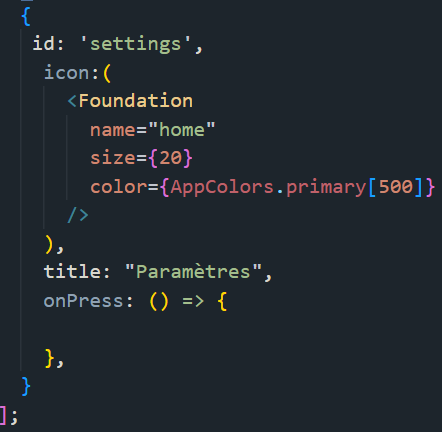 {
id: 'settings',
icon:(
<Foundation
name="home"
size={20}
color={AppColors.primary[500]}
/>
),
title: "Paramètres",
onPress: () => {
},
}
];